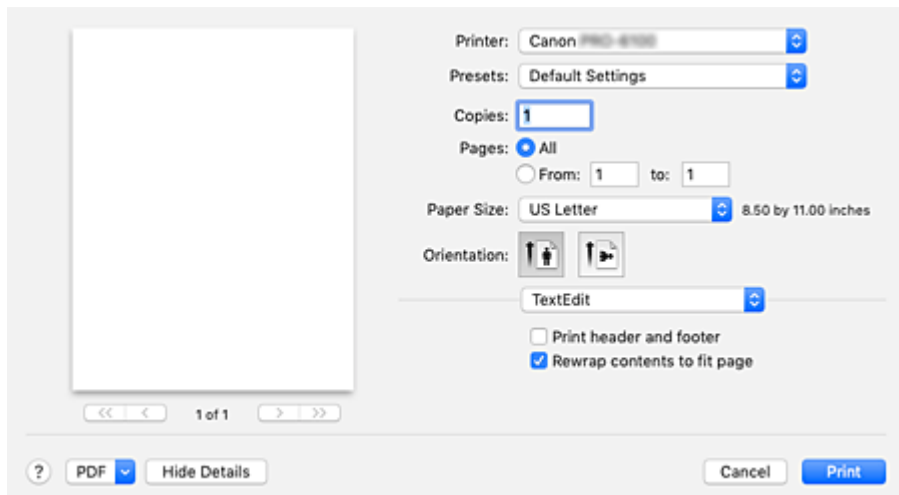 Printer: Canon
Presets: Default Settings
Copies: 1
Pages: All
From: 1 to: 1
Paper Size: US Letter 8.50 by 11.00 inches
Orientation:
TextEdit
Print header and footer
Rewrap contents to fit page
<< < 1 of 1 > >>
? PDF Hide Details Cancel Print